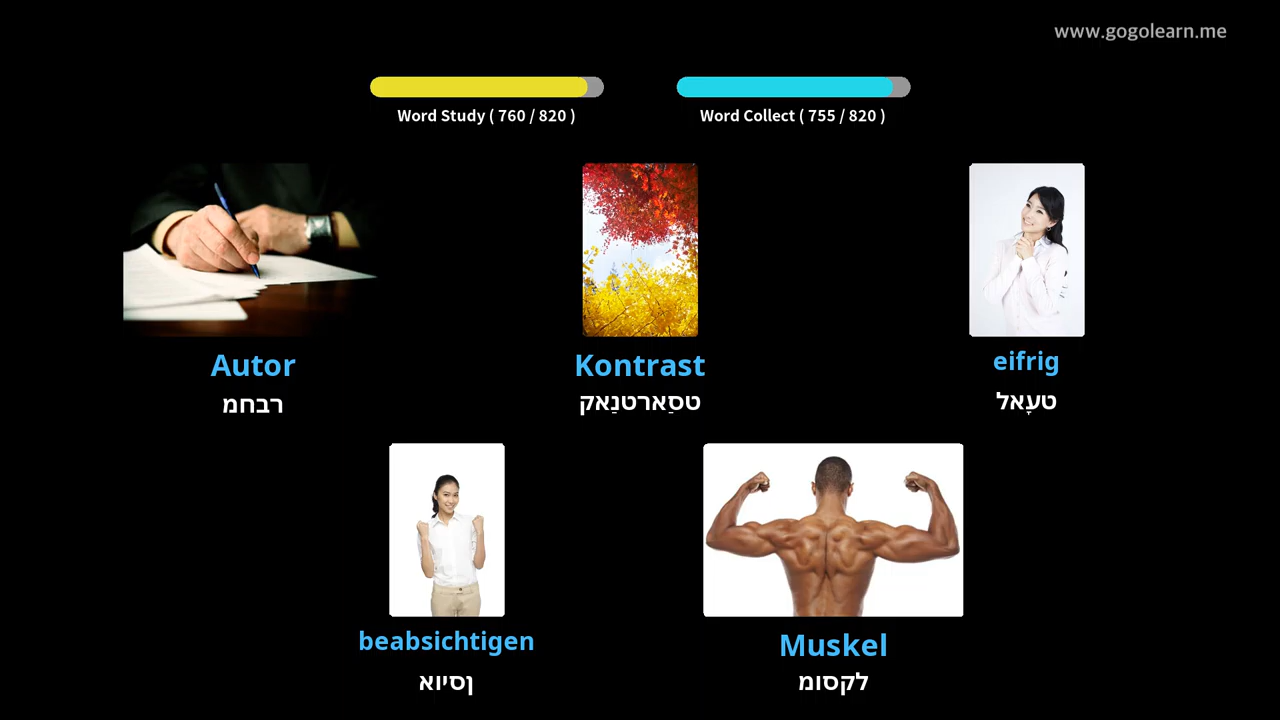 www.gogolearn.me
Word Study ( 760 / 820 )
Word Collect ( 755 / 820 )
Autor
רבחמ
Kontrast
טסַארטנַאק
eifrig
טעָאל
beabsichtigen
ןסיוא
Muskel
לקסומ